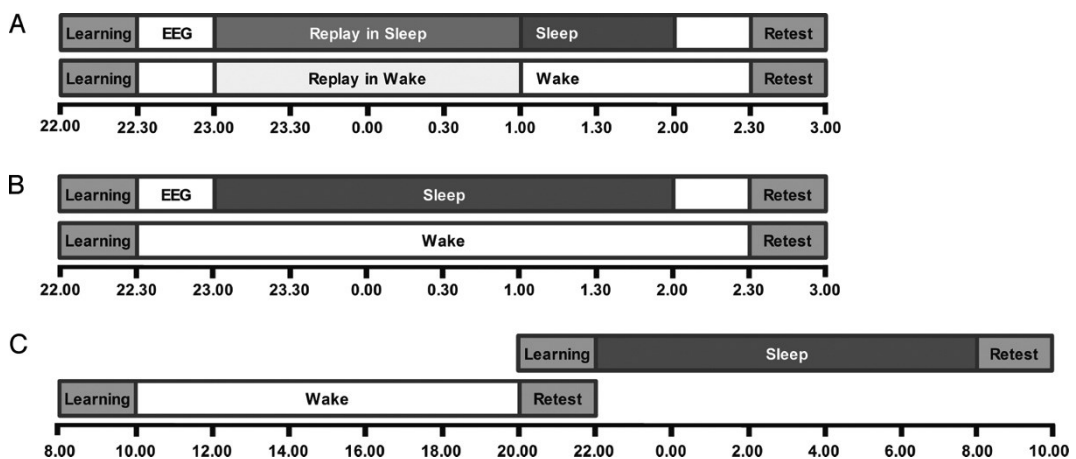 A
Learning EEG Replay in Sleep Sleep Retest
Learning Replay in Wake Wake Retest
22.00 22.30 23.00 23.30 0.00 0.30 1.00 1.30 2.00 2.30 3.00
B
Learning EEG Sleep Retest
Learning Wake Retest
22.00 22.30 23.00 23.30 0.00 0.30 1.00 1.30 2.00 2.30 3.00
C
Learning Sleep Retest
Learning Wake Retest
8.00 10.00 12.00 14.00 16.00 18.00 20.00 22.00 0.00 2.00 4.00 6.00 8.00 10.00